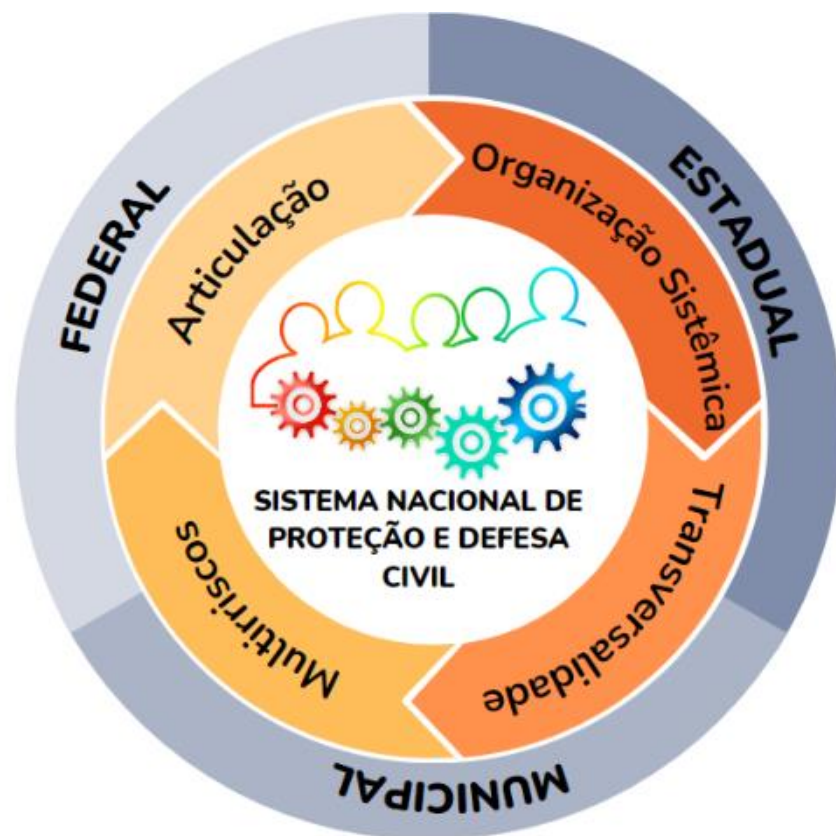 FEDERAL
ESTADUAL
MUNICIPAL
Articulação
Organização Sistêmica
Transversalidade
Multirriscos
SISTEMA NACIONAL DE
PROTEÇÃO E DEFESA
CIVIL